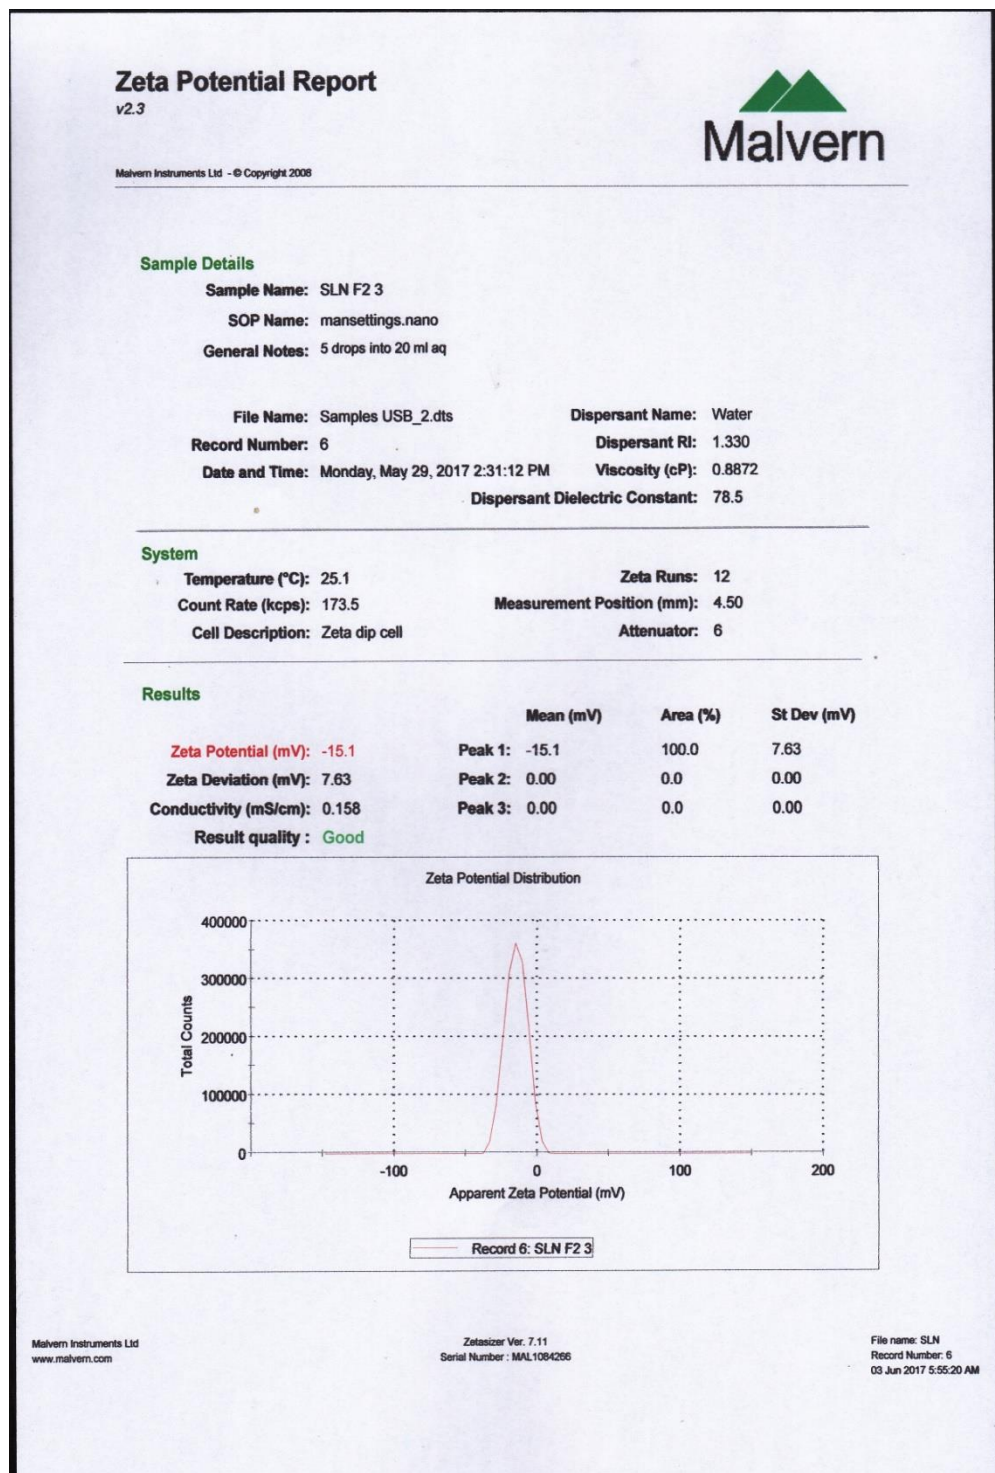 Zeta Potential Report
v2.3
Malvern
Malvern Instruments Ltd - © Copyright 2008
Sample Details
Sample Name: SLN F2 3
SOP Name: mansettings.nano
General Notes: 5 drops into 20 ml aq
File Name: Samples USB_2.dts Dispersant Name: Water
Record Number: 6 Dispersant RI: 1.330
Date and Time: Monday, May 29, 2017 2:31:12 PM Viscosity (cP): 0.8872
Dispersant Dielectric Constant: 78.5
System
Temperature (°C): 25.1 Zeta Runs: 12
Count Rate (kcps): 173.5 Measurement Position (mm): 4.50
Cell Description: Zeta dip cell Attenuator: 6
Results
Mean (mV) Area (%) St Dev (mV)
Zeta Potential (mV): -15.1 Peak 1: -15.1 100.0 7.63
Zeta Deviation (mV): 7.63 Peak 2: 0.00 0.0 0.00
Conductivity (mS/cm): 0.158 Peak 3: 0.00 0.0 0.00
Result quality : Good
Zeta Potential Distribution
400000
300000
200000
100000
0
Total Counts
-100 0 100 200
Apparent Zeta Potential (mV)
Record 6: SLN F2 3
Malvern Instruments Ltd
www.malvern.com
Zetasizer Ver. 7.11
Serial Number : MAL1084266
File name: SLN
Record Number: 6
03 Jun 2017 5:55:20 AM